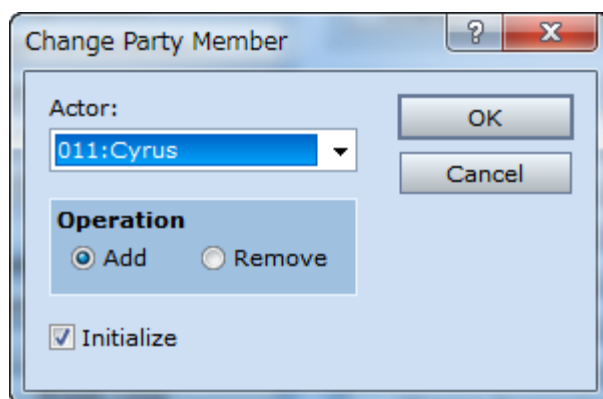 Change Party Member
Actor:
011:Cyrus
OK
Cancel
Operation
Add
Remove
Initialize